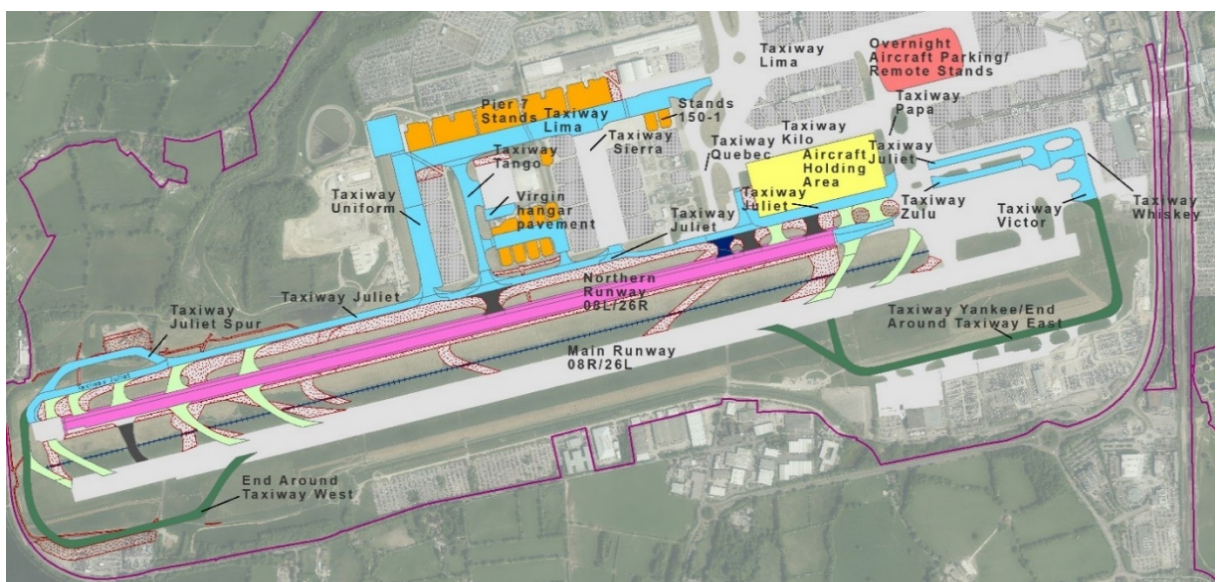 Taxiway
Lima
Overnight
Aircraft Parking/
Remote Stands
Pier 7
Stands
Taxiway
Lima
Stands
150-1
Taxiway
Papa
Taxiway
Tango
Taxiway
Sierra
Taxiway
Quebec
Taxiway
Kilo
Aircraft
Holding
Area
Taxiway
Juliet
Taxiway
Uniform
Virgin
hangar
pavement
Taxiway
Juliet
Taxiway
Juliet
Taxiway
Zulu
Taxiway
Victor
Taxiway
Whiskey
Taxiway Juliet
Northern
Runway
08L/26R
Taxiway
Juliet Spur
Taxiway Yankee/End
Around Taxiway East
Main Runway
08R/26L
End Around
Taxiway West